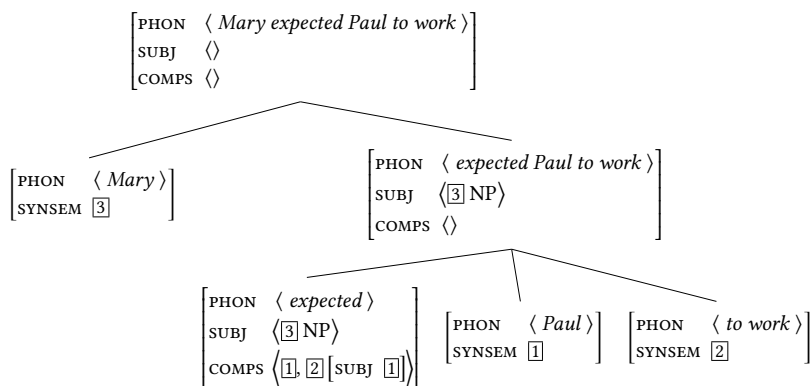 PHON ⟨ Mary expected Paul to work ⟩
SUBJ ⟨⟩
COMPS ⟨⟩
PHON ⟨ Mary ⟩
SYNSEM 3
PHON ⟨ expected Paul to work ⟩
SUBJ ⟨3 NP⟩
COMPS ⟨⟩
PHON ⟨ expected ⟩
SUBJ ⟨3 NP⟩
COMPS ⟨1, 2 [SUBJ 1]⟩
PHON ⟨ Paul ⟩
SYNSEM 1
PHON ⟨ to work ⟩
SYNSEM 2